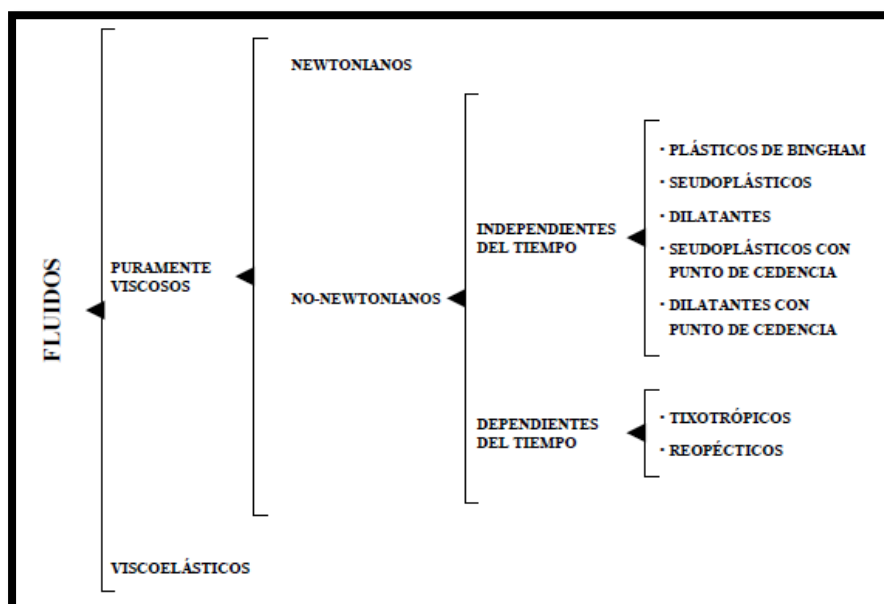 FLUIDOS
PURAMENTE
VISCOSOS
NEWTONIANOS
NO-NEWTONIANOS
INDEPENDIENTES
DEL TIEMPO
· PLÁSTICOS DE BINGHAM
· SEUDOPLÁSTICOS
· DILATANTES
· SEUDOPLÁSTICOS CON
PUNTO DE CEDENCIA
· DILATANTES CON
PUNTO DE CEDENCIA
DEPENDIENTES
DEL TIEMPO
· TIXOTRÓPICOS
· REOPÉCTICOS
VISCOELÁSTICOS